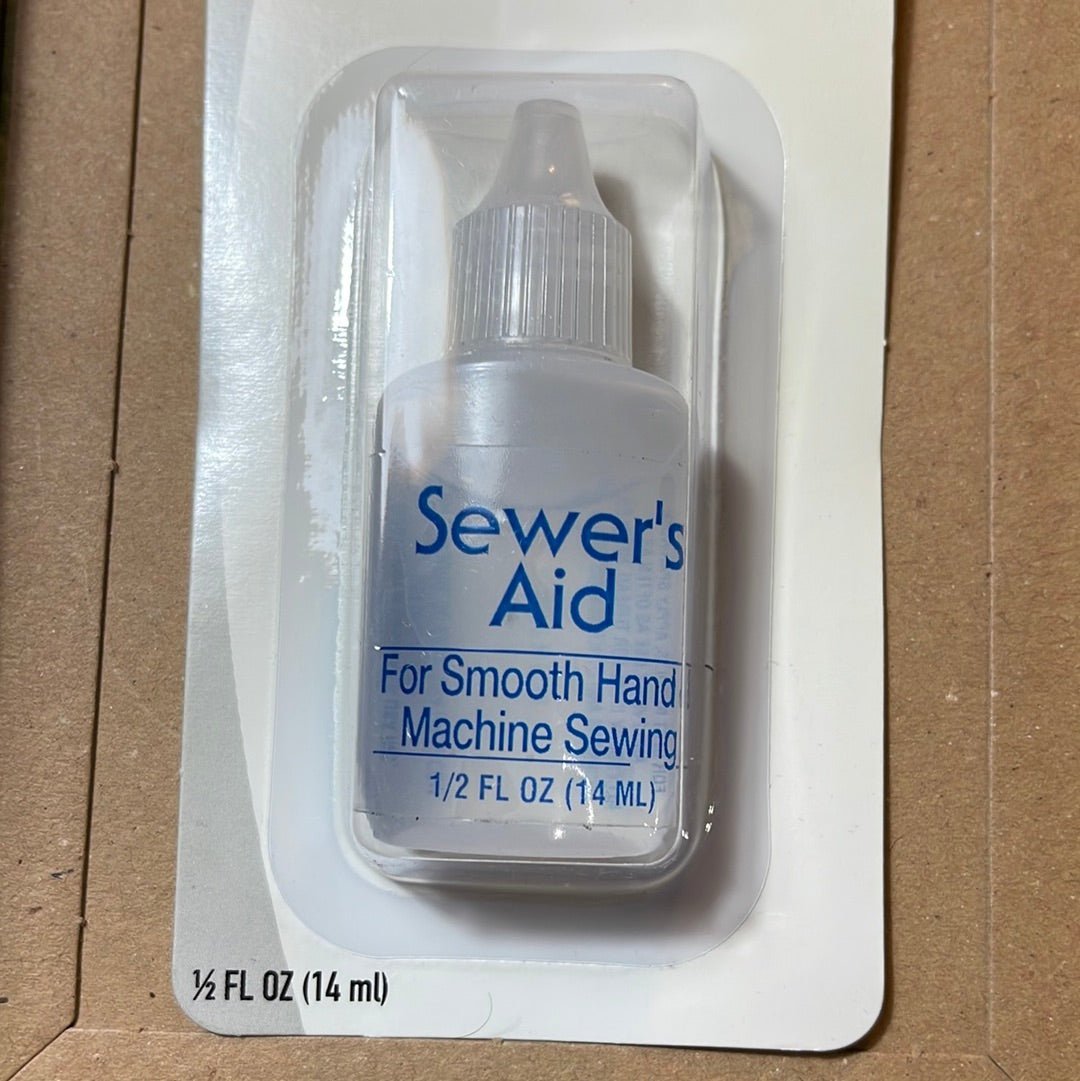 Sewer's
Aid
For Smooth Hand
Machine Sewing
1/2 FL OZ (14 ML)
½ FL OZ (14 ml)